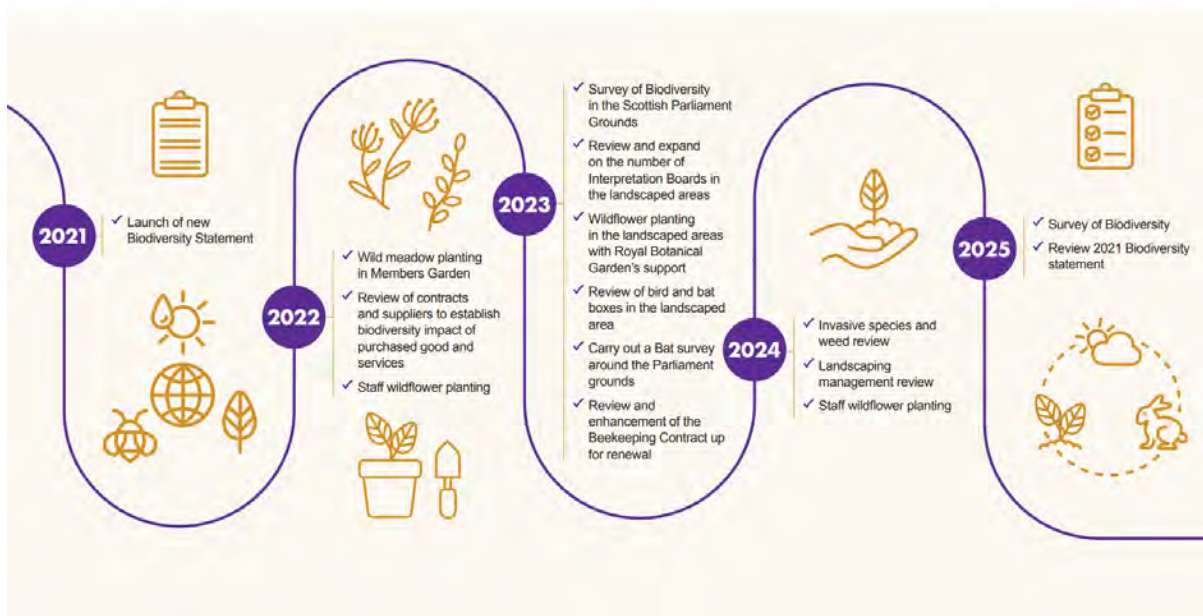 2021
✓ Launch of new
Biodiversity Statement
2022
✓ Wild meadow planting
in Members Garden
✓ Review of contracts
and suppliers to establish
biodiversity impact of
purchased good and
services
✓ Staff wildflower planting
2023
✓ Survey of Biodiversity
in the Scottish Parliament
Grounds
✓ Review and expand
on the number of
Interpretation Boards in
the landscaped areas
✓ Wildflower planting
in the landscaped areas
with Royal Botanical
Garden's support
✓ Review of bird and bat
boxes in the landscaped
area
✓ Carry out a Bat survey
around the Parliament
grounds
✓ Review and
enhancement of the
Beekeeping Contract up
for renewal
2024
✓ Invasive species and
weed review
✓ Landscaping
management review
✓ Staff wildflower planting
2025
✓ Survey of Biodiversity
✓ Review 2021 Biodiversity
statement